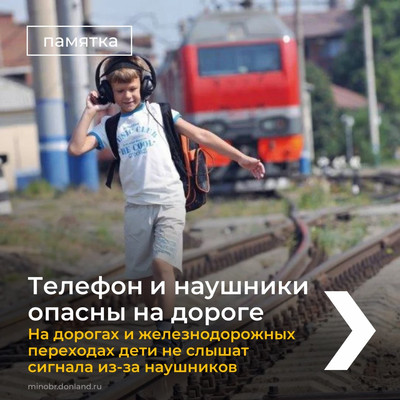 памятка
Телефон и наушники
опасны на дороге
На дорогах и железнодорожных
переходах дети не слышат
сигнала из-за наушников
minobr.donland.ru